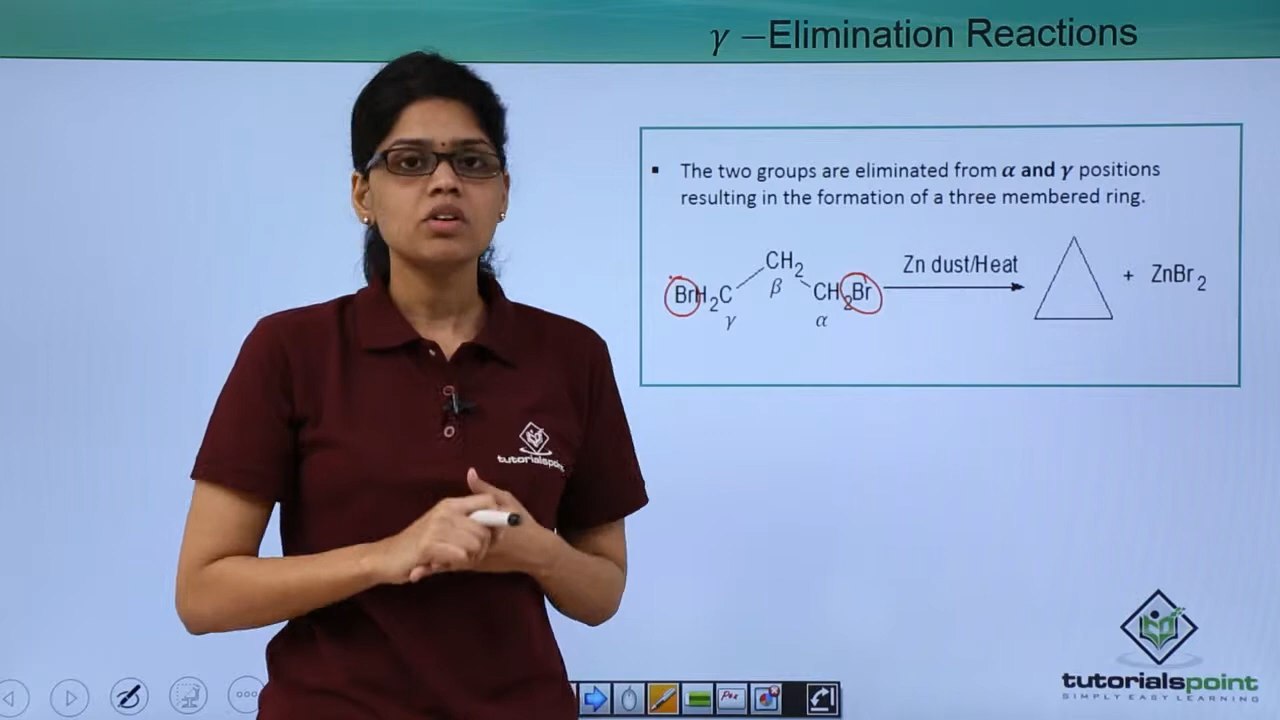 γ –Elimination Reactions
▪ The two groups are eliminated from α and γ positions
resulting in the formation of a three membered ring.
CH2
β
BrH2C
γ
CH2Br
α
Zn dust/Heat
+ ZnBr2
tutorialspoint
Pen
tutorialspoint
SIMPLY EASY LEARNING